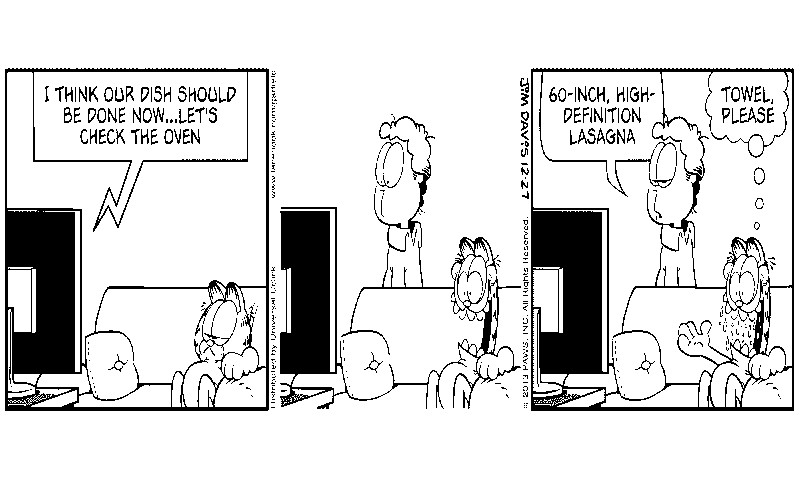 I THINK OUR DISH SHOULD
BE DONE NOW...LET'S
CHECK THE OVEN
JIM DAVIS 12-27
© 2013 PAWS, INC. All Rights Reserved.
60-INCH, HIGH-
DEFINITION
LASAGNA
TOWEL,
PLEASE